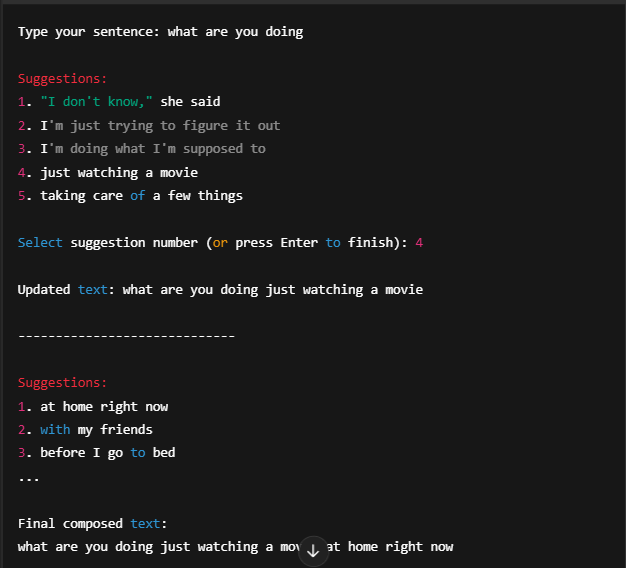 Type your sentence: what are you doing
Suggestions:
1. "I don't know," she said
2. I'm just trying to figure it out
3. I'm doing what I'm supposed to
4. just watching a movie
5. taking care of a few things
Select suggestion number (or press Enter to finish): 4
Updated text: what are you doing just watching a movie
-----------------------------
Suggestions:
1. at home right now
2. with my friends
3. before I go to bed
...
Final composed text:
what are you doing just watching a at home right now